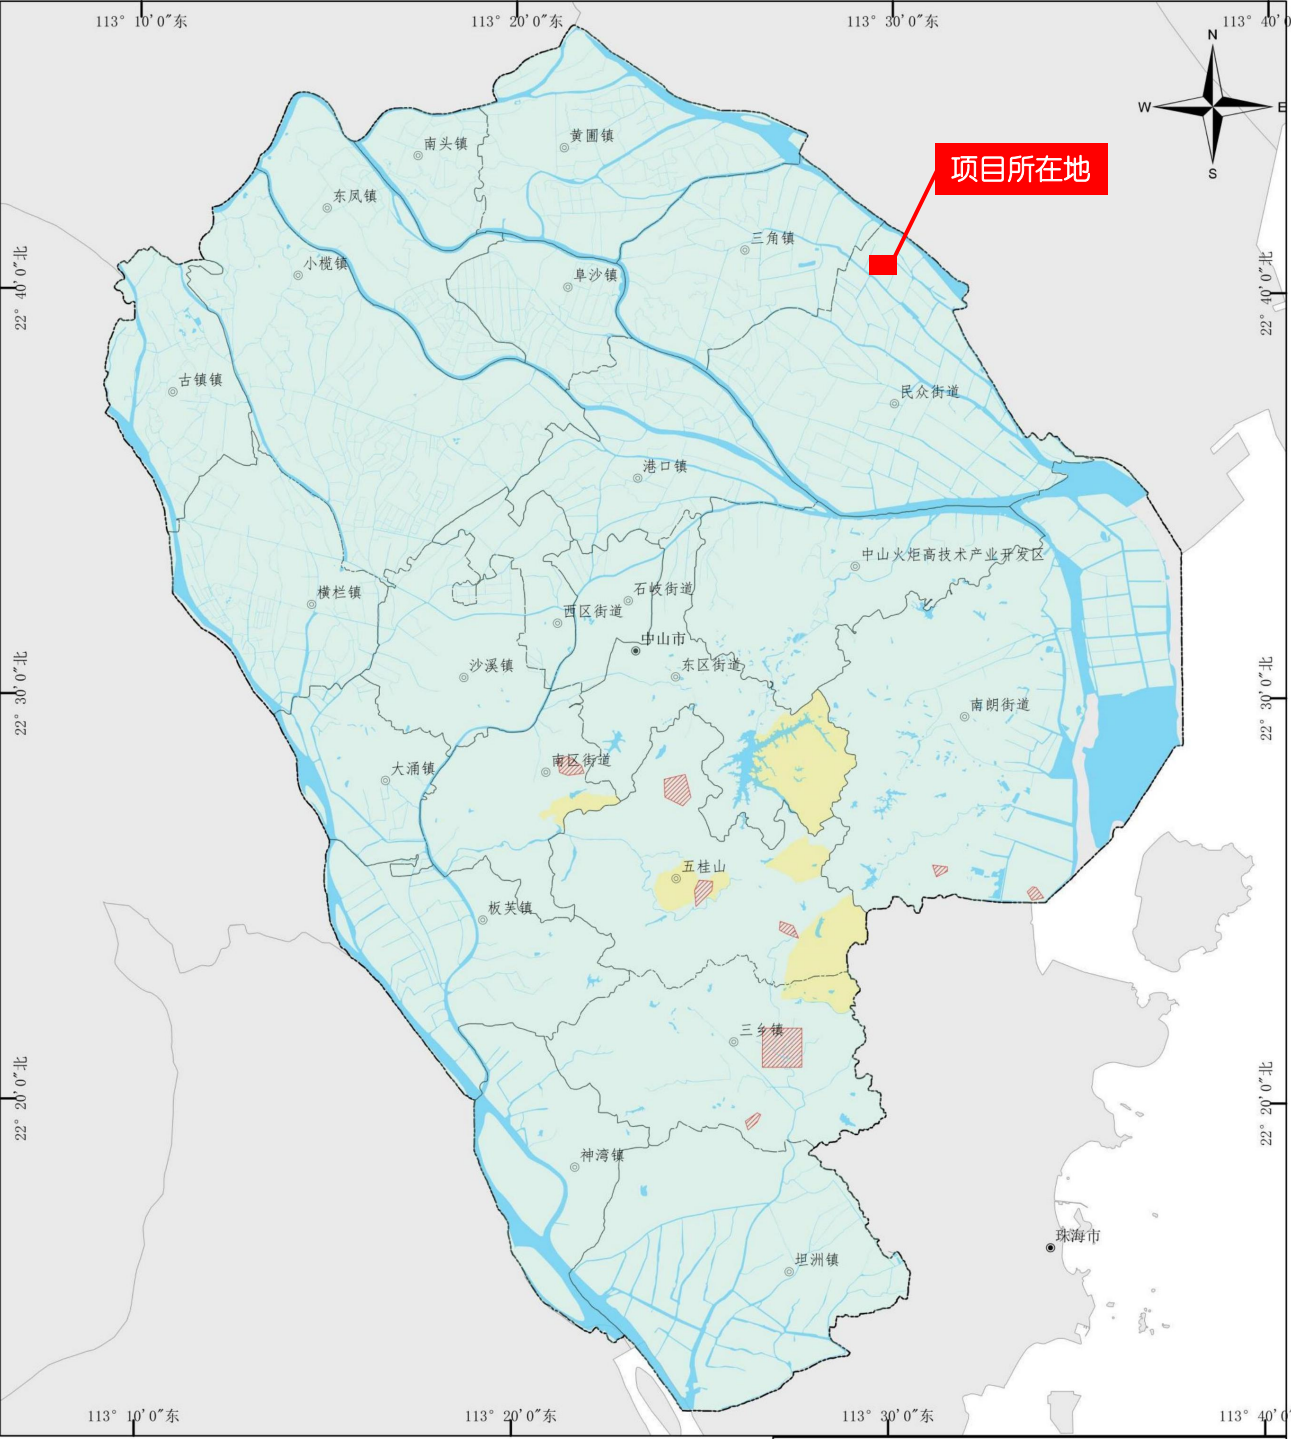 113° 10′0″东
113° 20′0″东
113° 30′0″东
113° 40′0
N
W
E
S
项目所在地
南头镇
黄圃镇
东凤镇
三角镇
小榄镇
阜沙镇
22° 40′0″北
22° 40′0″北
古镇镇
民众街道
港口镇
中山火炬高技术产业开发区
横栏镇
石岐街道
西区街道
中山市
沙溪镇
东区街道
22° 30′0″北
22° 30′0″北
南朗街道
大涌镇
南区街道
五桂山
板芙镇
三乡镇
22° 20′0″北
22° 20′0″北
神湾镇
坦洲镇
珠海市
113° 10′0″东
113° 20′0″东
113° 30′0″东
113° 40′0